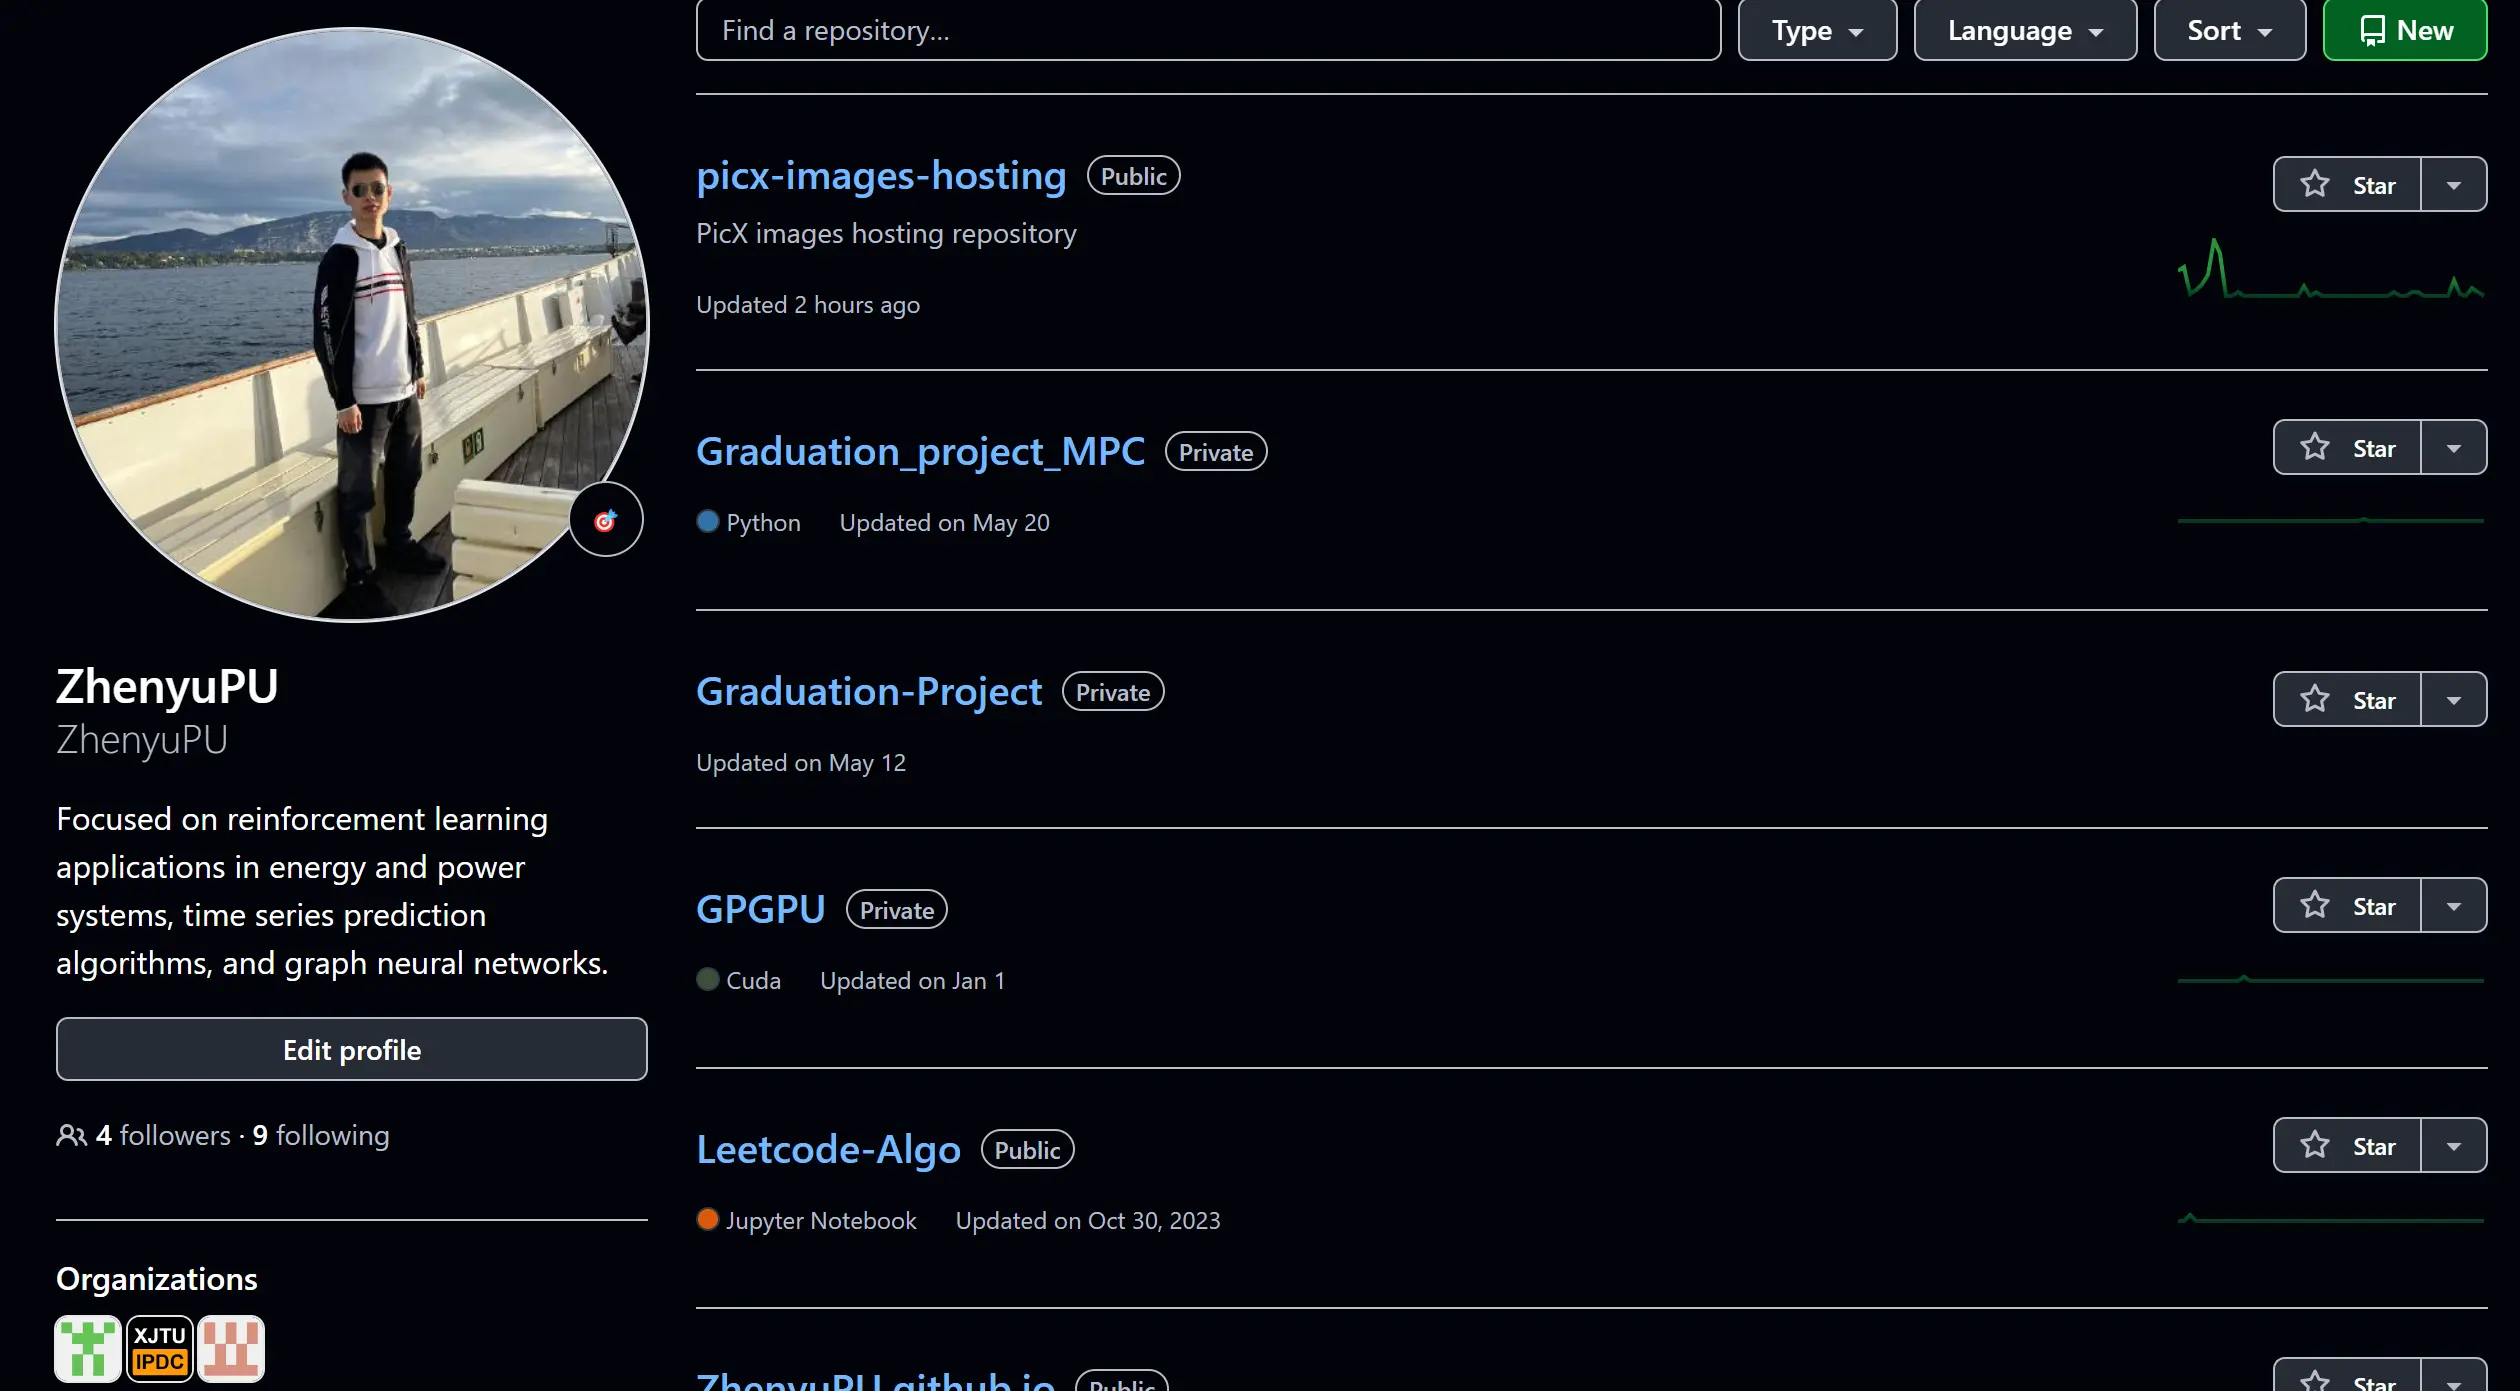 Find a repository...
Type
Language
Sort
New
picx-images-hosting Public
Star
PicX images hosting repository
Updated 2 hours ago
Graduation_project_MPC Private
Star
Python Updated on May 20
Graduation-Project Private
Star
Updated on May 12
GPGPU Private
Star
Cuda Updated on Jan 1
Leetcode-Algo Public
Star
Jupyter Notebook Updated on Oct 30, 2023
ZhenyuPU.github.io Public
Star
ZhenyuPU
ZhenyuPU
Focused on reinforcement learning
applications in energy and power
systems, time series prediction
algorithms, and graph neural networks.
Edit profile
4 followers · 9 following
Organizations
XJTU
IPDC